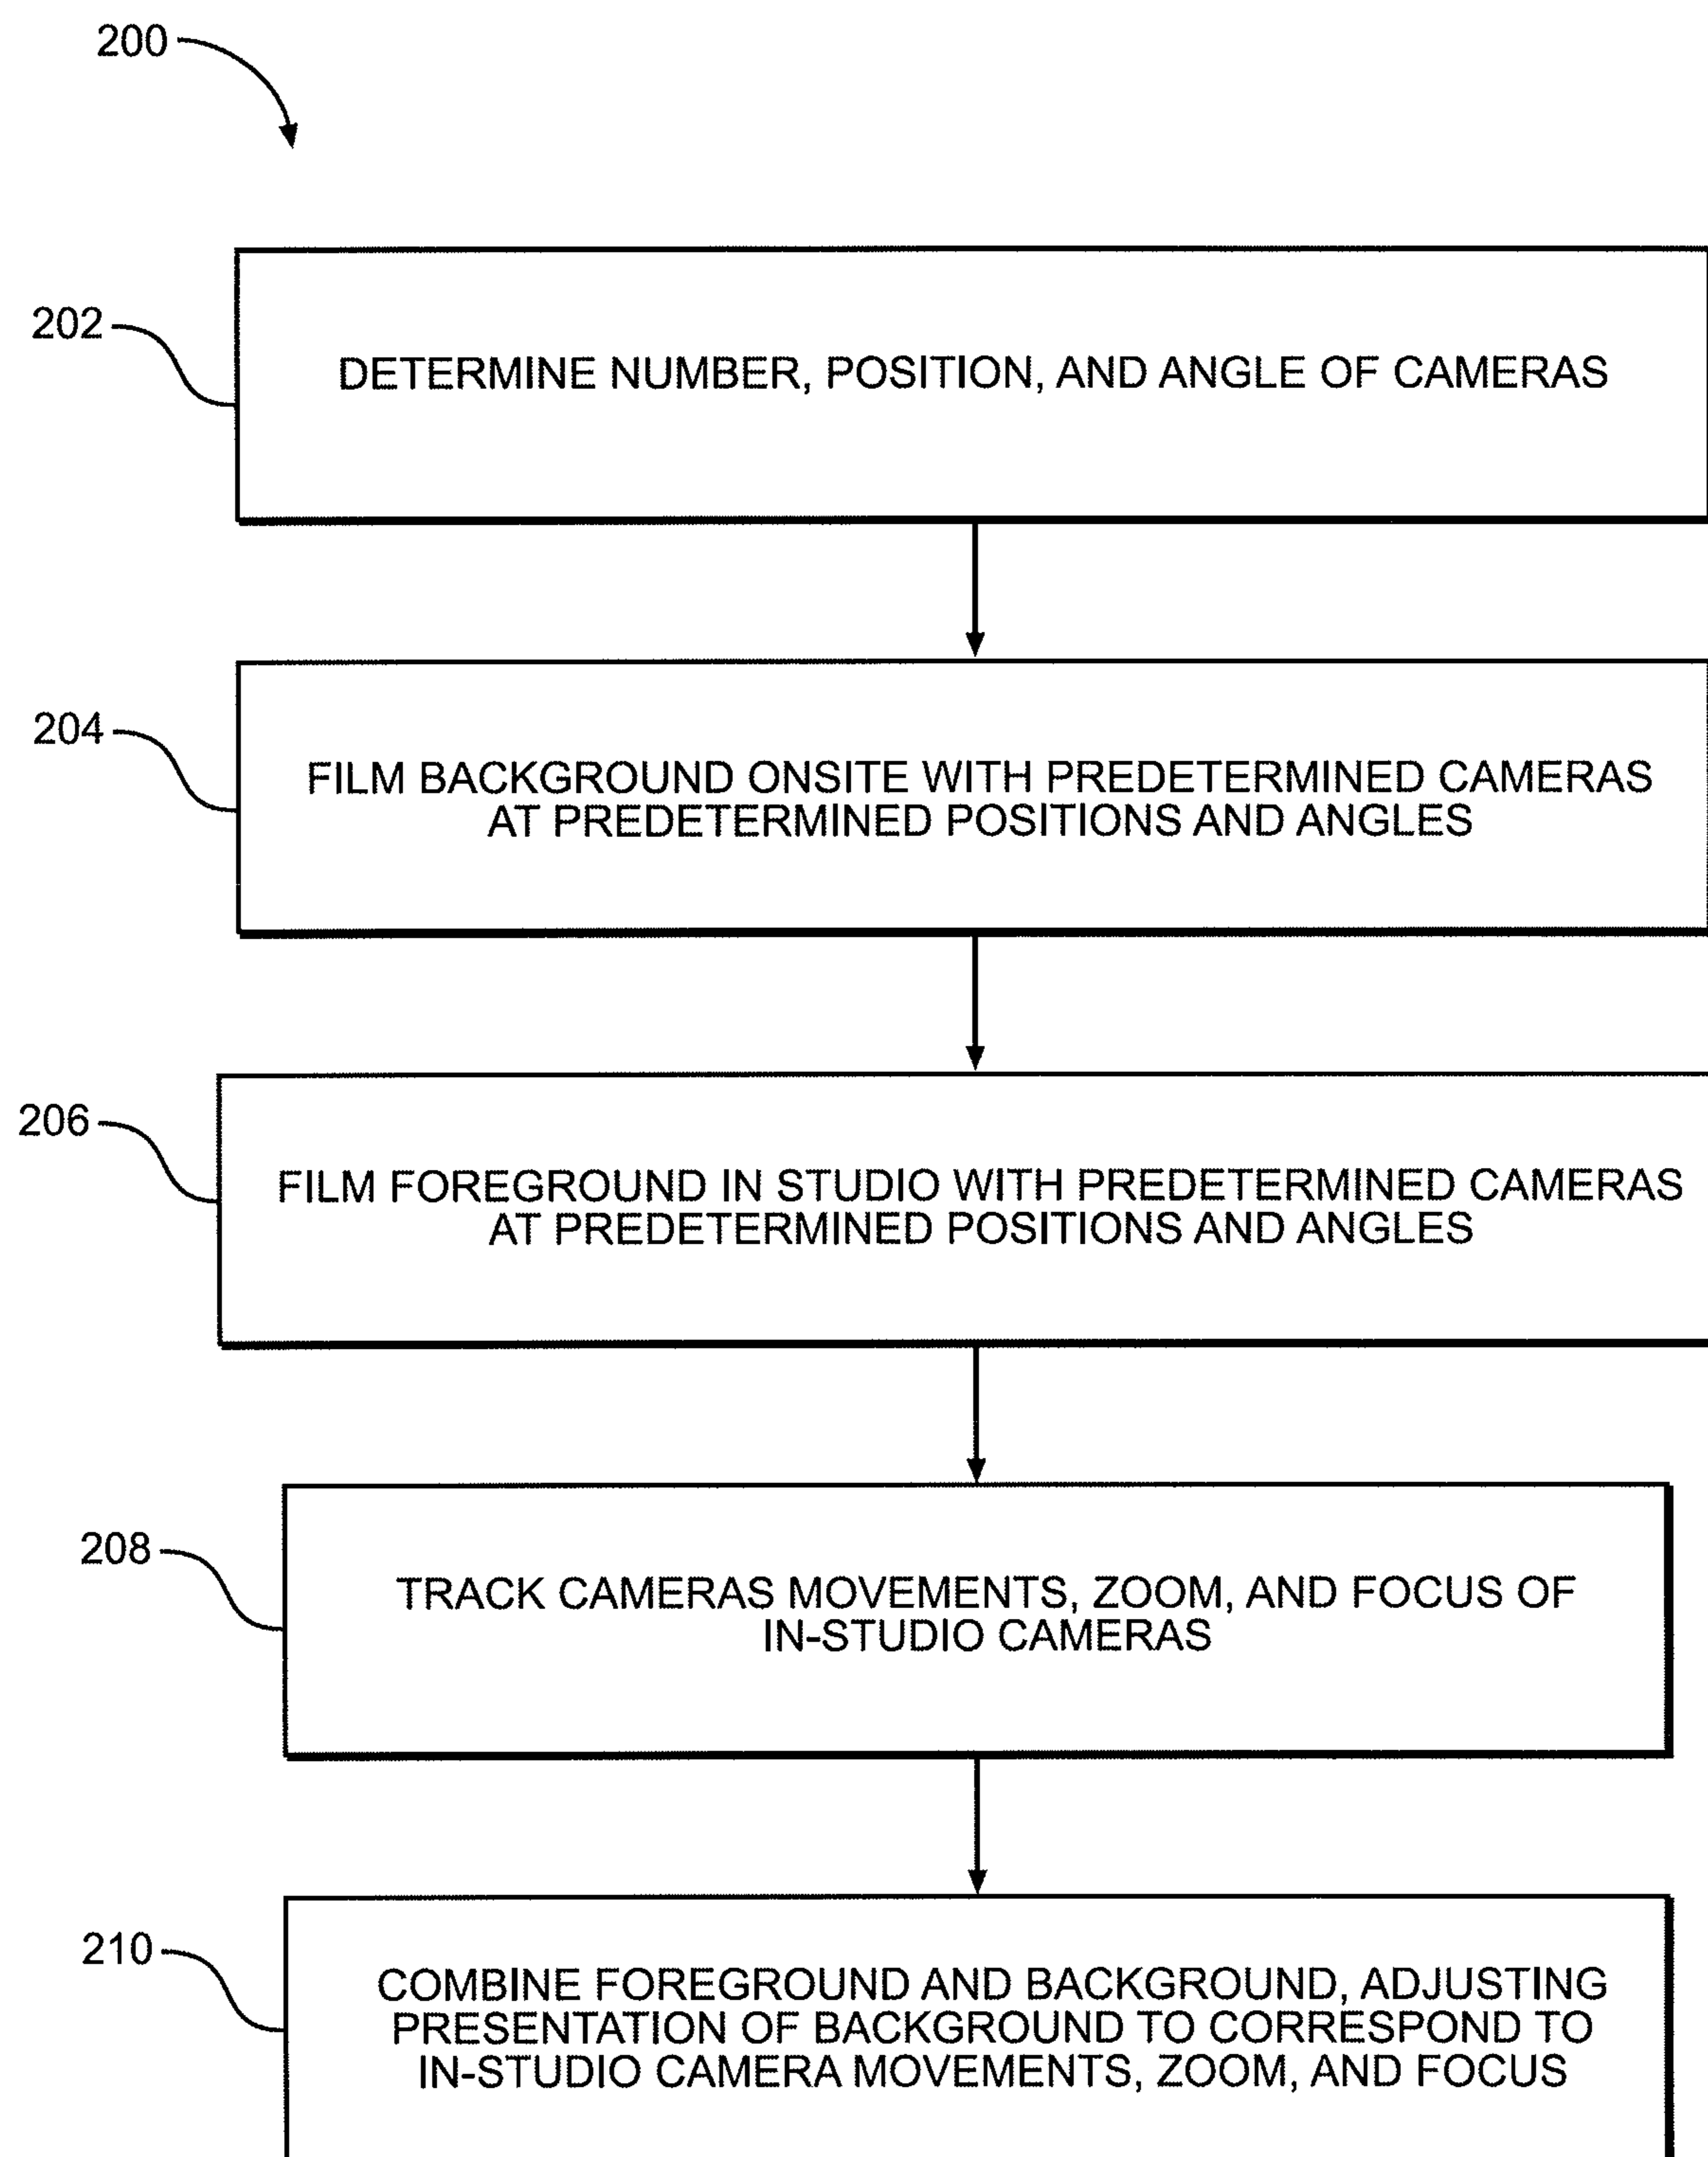 200
202
DETERMINE NUMBER, POSITION, AND ANGLE OF CAMERAS
204
FILM BACKGROUND ONSITE WITH PREDETERMINED CAMERAS
AT PREDETERMINED POSITIONS AND ANGLES
206
FILM FOREGROUND IN STUDIO WITH PREDETERMINED CAMERAS
AT PREDETERMINED POSITIONS AND ANGLES
208
TRACK CAMERAS MOVEMENTS, ZOOM, AND FOCUS OF
IN-STUDIO CAMERAS
210
COMBINE FOREGROUND AND BACKGROUND, ADJUSTING
PRESENTATION OF BACKGROUND TO CORRESPOND TO
IN-STUDIO CAMERA MOVEMENTS, ZOOM, AND FOCUS